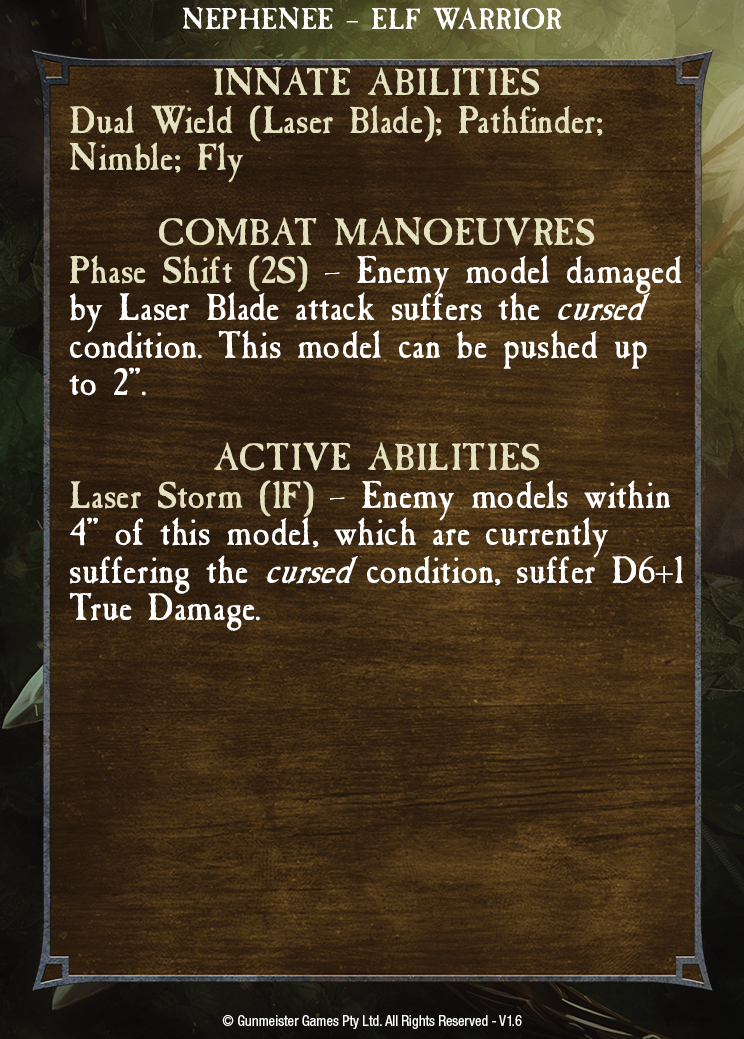 NEPHENEE – ELF WARRIOR
INNATE ABILITIES
Dual Wield (Laser Blade); Pathfinder;
Nimble; Fly
COMBAT MANOEUVRES
Phase Shift (2S) – Enemy model damaged
by Laser Blade attack suffers the cursed
condition. This model can be pushed up
to 2”.
ACTIVE ABILITIES
Laser Storm (1F) – Enemy models within
4” of this model, which are currently
suffering the cursed condition, suffer D6+1
True Damage.
© Gunmeister Games Pty Ltd. All Rights Reserved - V1.6